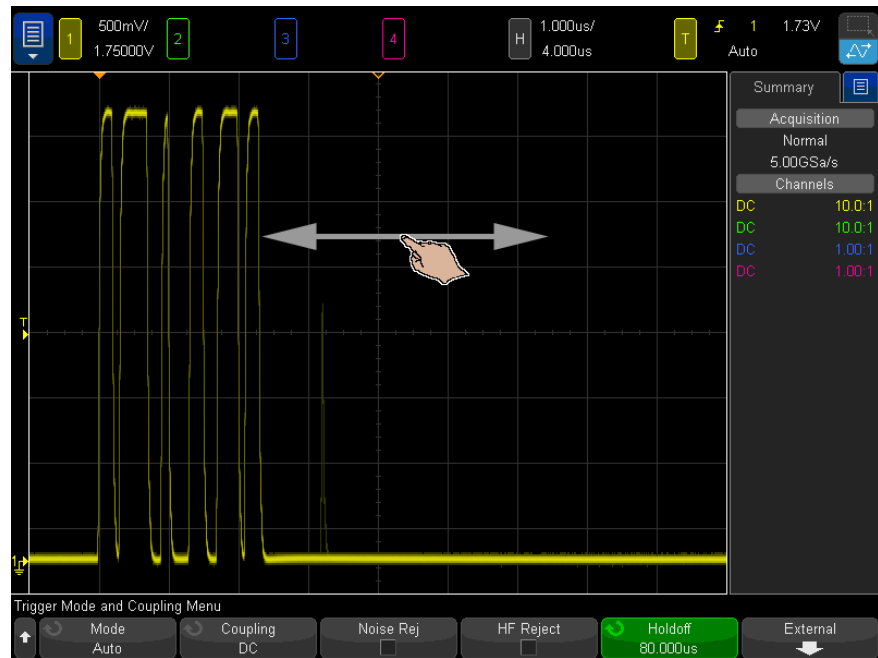 1
500mV/
1.75000V
2
3
4
H
1.000us/
4.000us
T
1
1.73V
Auto
Summary
Acquisition
Normal
5.00GSa/s
Channels
DC 10.0:1
DC 10.0:1
DC 1.00:1
DC 1.00:1
T
1
Trigger Mode and Coupling Menu
Mode
Auto
Coupling
DC
Noise Rej
HF Reject
Holdoff
80.000us
External